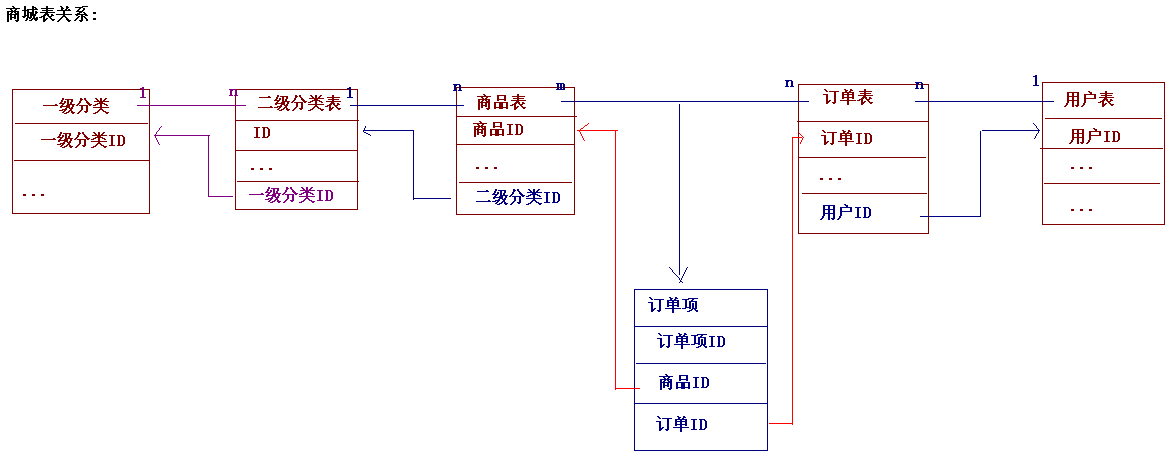 商城表关系:
1 n 1 n m n n 1
一级分类
一级分类ID
...
二级分类表
ID
...
一级分类ID
商品表
商品ID
...
二级分类ID
订单表
订单ID
...
用户ID
用户表
用户ID
...
...
订单项
订单项ID
商品ID
订单ID